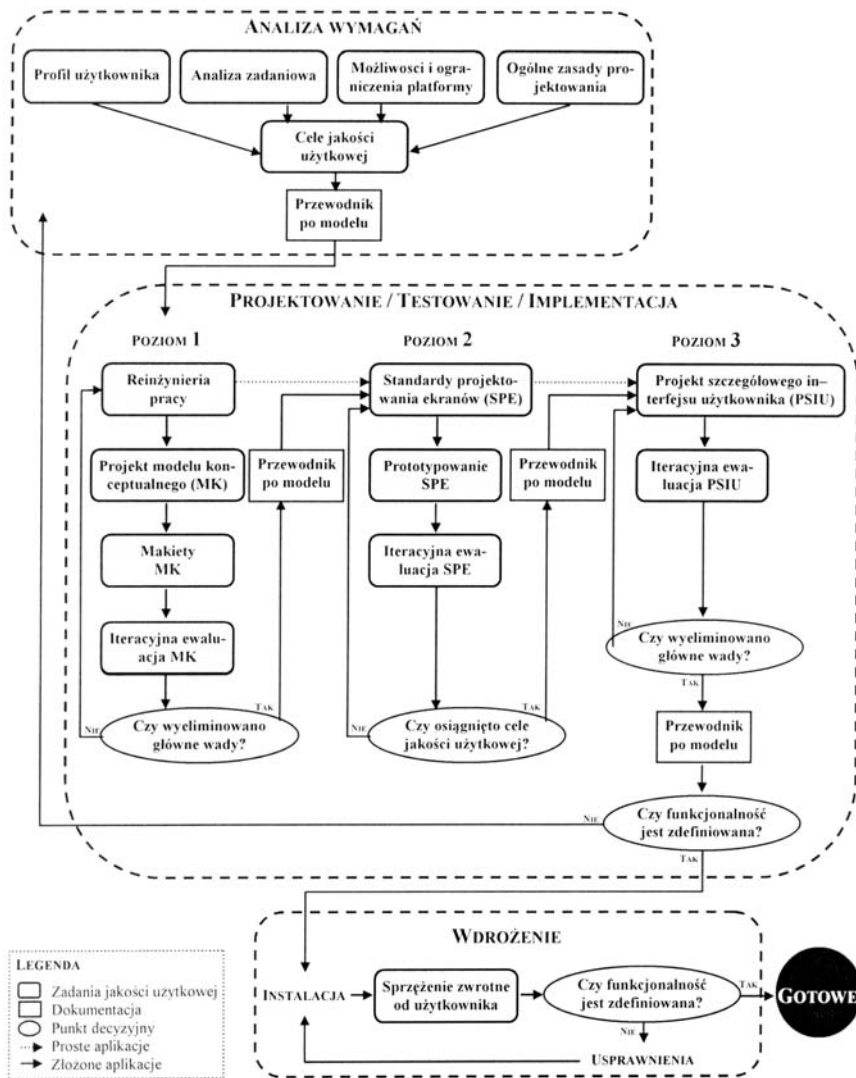 ANALIZA WYMAGAŃ
Profil użytkownika
Analiza zadaniowa
Możliwosci i ogra-
niczenia platformy
Ogólne zasady pro-
jektowania
Cele jakości
użytkowej
Przewodnik
po modelu
PROJEKTOWANIE / TESTOWANIE / IMPLEMENTACJA
POZIOM 1
POZIOM 2
POZIOM 3
Reinżynieria
pracy
Projekt modelu kon-
ceptualnego (MK)
Makiety
MK
Iteracyjna ewalu-
acja MK
NIE
Czy wyeliminowano
główne wady?
TAK
Przewodnik
po modelu
Standardy projekto-
wania ekranów (SPE)
Prototypowanie
SPE
Iteracyjna ewa-
luacja SPE
NIE
Czy osiągnięto cele
jakości użytkowej?
TAK
Przewodnik
po modelu
Projekt szczegółowego in-
terfejsu użytkownika (PSIU)
Iteracyjna ewa-
luacja PSIU
NIE
Czy wyeliminowano
główne wady?
TAK
Przewodnik
po modelu
NIE
Czy funkcjonalność
jest zdefiniowana?
TAK
WDROŻENIE
INSTALACJA
Sprzężenie zwrotne
od użytkownika
Czy funkcjonalność
jest zdefiniowana?
TAK
GOTOWE
NIE
USPRAWNIENIA
LEGENDA
Zadania jakości użytkowej
Dokumentacja
Punkt decyzyjny
Proste aplikacje
Złożone aplikacje